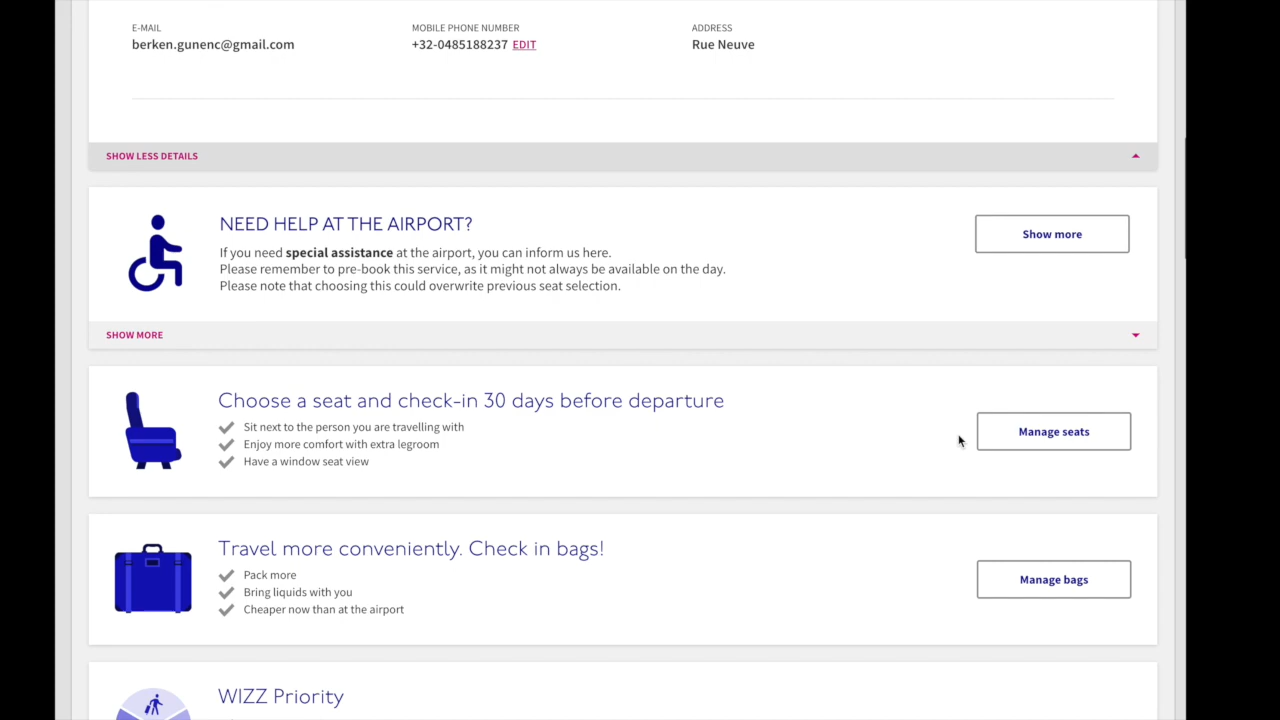 E-MAIL
MOBILE PHONE NUMBER
ADDRESS
berken.gunenc@gmail.com
+32-0485188237 EDIT
Rue Neuve
SHOW LESS DETAILS
NEED HELP AT THE AIRPORT?
Show more
If you need special assistance at the airport, you can inform us here.
Please remember to pre-book this service, as it might not always be available on the day.
Please note that choosing this could overwrite previous seat selection.
SHOW MORE
Choose a seat and check-in 30 days before departure
Sit next to the person you are travelling with
Manage seats
Enjoy more comfort with extra legroom
Have a window seat view
Travel more conveniently. Check in bags!
Pack more
Manage bags
Bring liquids with you
Cheaper now than at the airport
WIZZ Priority